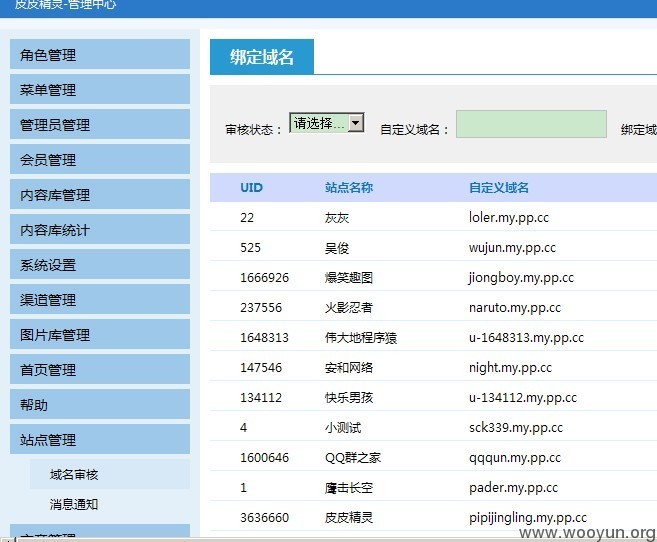 皮皮精灵-管理中心
角色管理
菜单管理
管理员管理
会员管理
内容库管理
内容库统计
系统设置
渠道管理
图片库管理
首页管理
帮助
站点管理
域名审核
消息通知
绑定域名
审核状态： 请选择... 自定义域名： 绑定域
UID 站点名称 自定义域名
22 灰灰 loler.my.pp.cc
525 吴俊 wujun.my.pp.cc
1666926 爆笑趣图 jiongboy.my.pp.cc
237556 火影忍者 naruto.my.pp.cc
1648313 伟大地程序猿 u-1648313.my.pp.cc
147546 安和网络 night.my.pp.cc
134112 快乐男孩 u-134112.my.pp.cc
4 小测试 sck339.my.pp.cc
1600646 QQ群之家 qqqun.my.pp.cc
1 鹰击长空 pader.my.pp.cc
3636660 皮皮精灵 pipijingling.my.pp.cc
www.wooyun.org